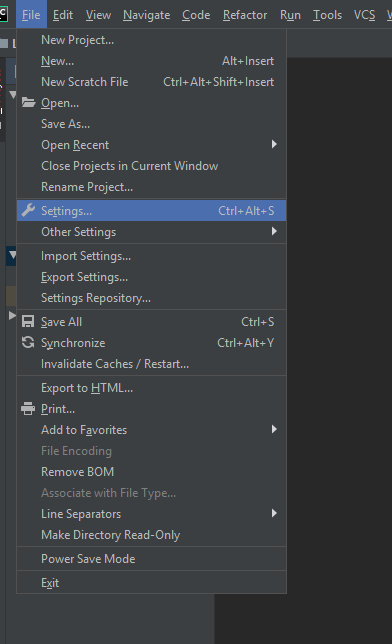 File Edit View Navigate Code Refactor Run Tools VCS
New Project...
New... Alt+Insert
New Scratch File Ctrl+Alt+Shift+Insert
Open...
Save As...
Open Recent
Close Projects in Current Window
Rename Project...
Settings... Ctrl+Alt+S
Other Settings
Import Settings...
Export Settings...
Settings Repository...
Save All Ctrl+S
Synchronize Ctrl+Alt+Y
Invalidate Caches / Restart...
Export to HTML...
Print...
Add to Favorites
File Encoding
Remove BOM
Associate with File Type...
Line Separators
Make Directory Read-Only
Power Save Mode
Exit